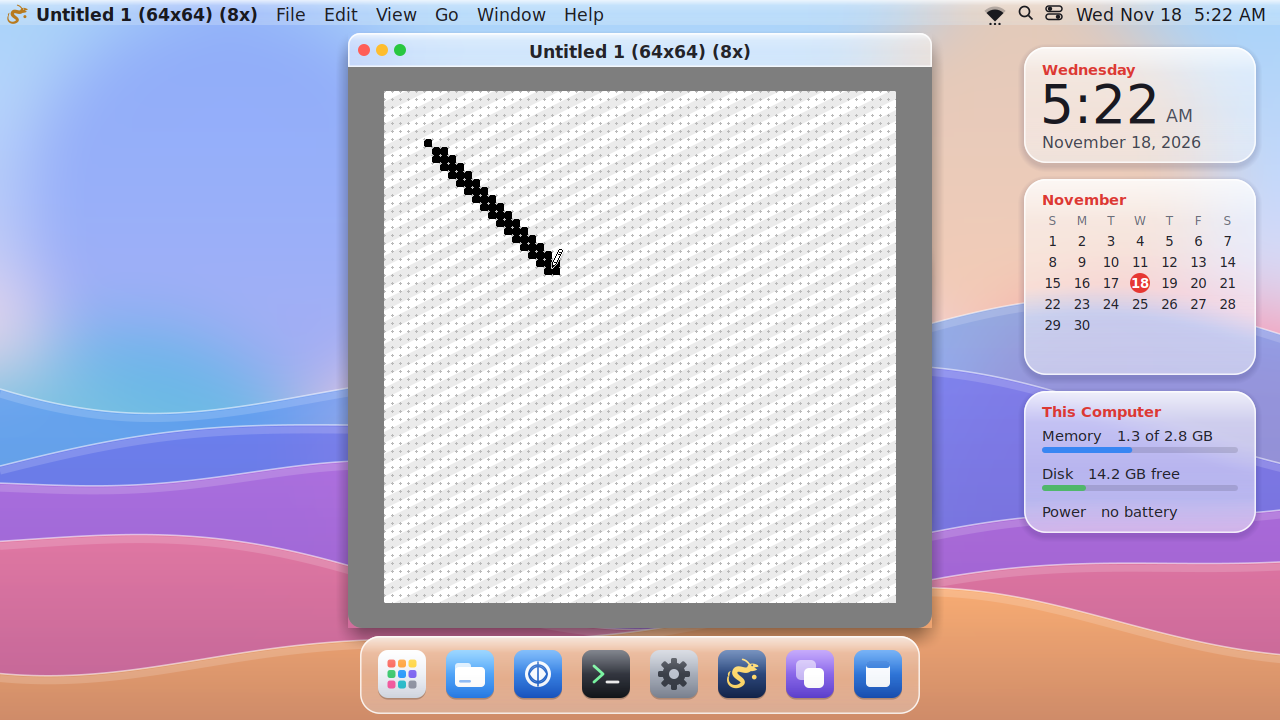 Untitled 1 (64x64) (8x) File Edit View Go Window Help Wed Nov 18 5:22 AM
Untitled 1 (64x64) (8x)
Wednesday
5:22 AM
November 18, 2026
November
S M T W T F S
1 2 3 4 5 6 7
8 9 10 11 12 13 14
15 16 17 18 19 20 21
22 23 24 25 26 27 28
29 30
This Computer
Memory 1.3 of 2.8 GB
Disk 14.2 GB free
Power no battery